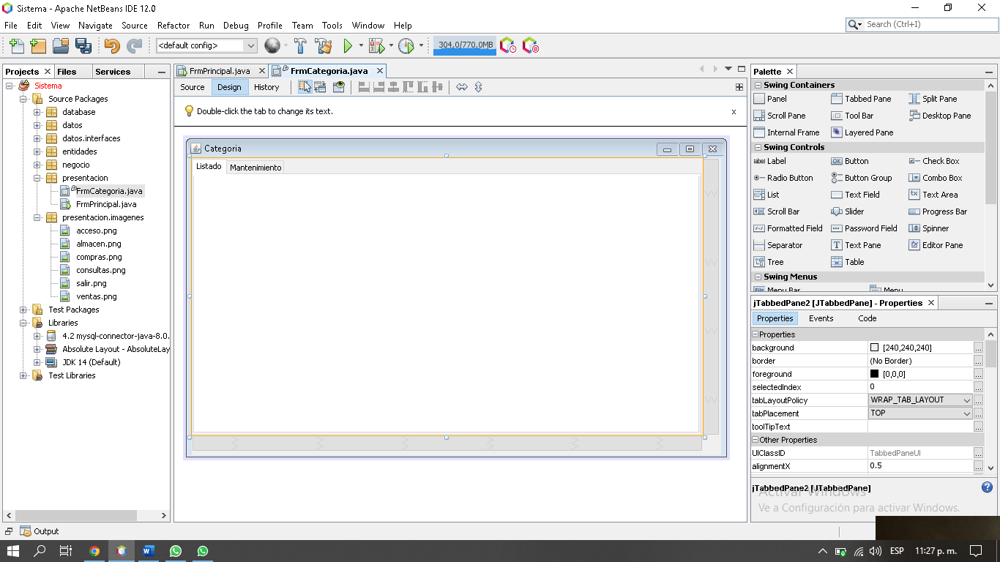 Sistema - Apache NetBeans IDE 12.0
File Edit View Navigate Source Refactor Run Debug Profile Team Tools Window Help
Search (Ctrl+I)
<default config>
304,0/770,0MB
Projects Files Services
Sistema
Source Packages
database
datos
datos.interfaces
entidades
negocio
presentacion
FrmCategoria.java
FrmPrincipal.java
presentacion.imagenes
acceso.png
almacen.png
compras.png
consultas.png
salir.png
ventas.png
Test Packages
Libraries
4.2 mysql-connector-java-8.0.
Absolute Layout - AbsoluteLay
JDK 14 (Default)
Test Libraries
FrmPrincipal.java FrmCategoria.java
Source Design History
Double-click the tab to change its text.
x
Categoria
Listado Mantenimiento
Palette
Swing Containers
Panel Tabbed Pane Split Pane
Scroll Pane Tool Bar Desktop Pane
Internal Frame Layered Pane
Swing Controls
Label Button Check Box
Radio Button Button Group Combo Box
List Text Field Text Area
Scroll Bar Slider Progress Bar
Formatted Field Password Field Spinner
Separator Text Pane Editor Pane
Tree Table
Swing Menus
Menu Bar Menu
jTabbedPane2 [JTabbedPane] - Properties
Properties Events Code
Properties
background [240,240,240]
border (No Border)
foreground [0,0,0]
selectedIndex 0
tabLayoutPolicy WRAP_TAB_LAYOUT
tabPlacement TOP
toolTipText
Other Properties
UIClassID TabbedPaneUI
alignmentX 0.5
jTabbedPane2 [JTabbedPane]
Activar Windows
Ve a Configuración para activar Windows.
Output
ESP 11:27 p. m.